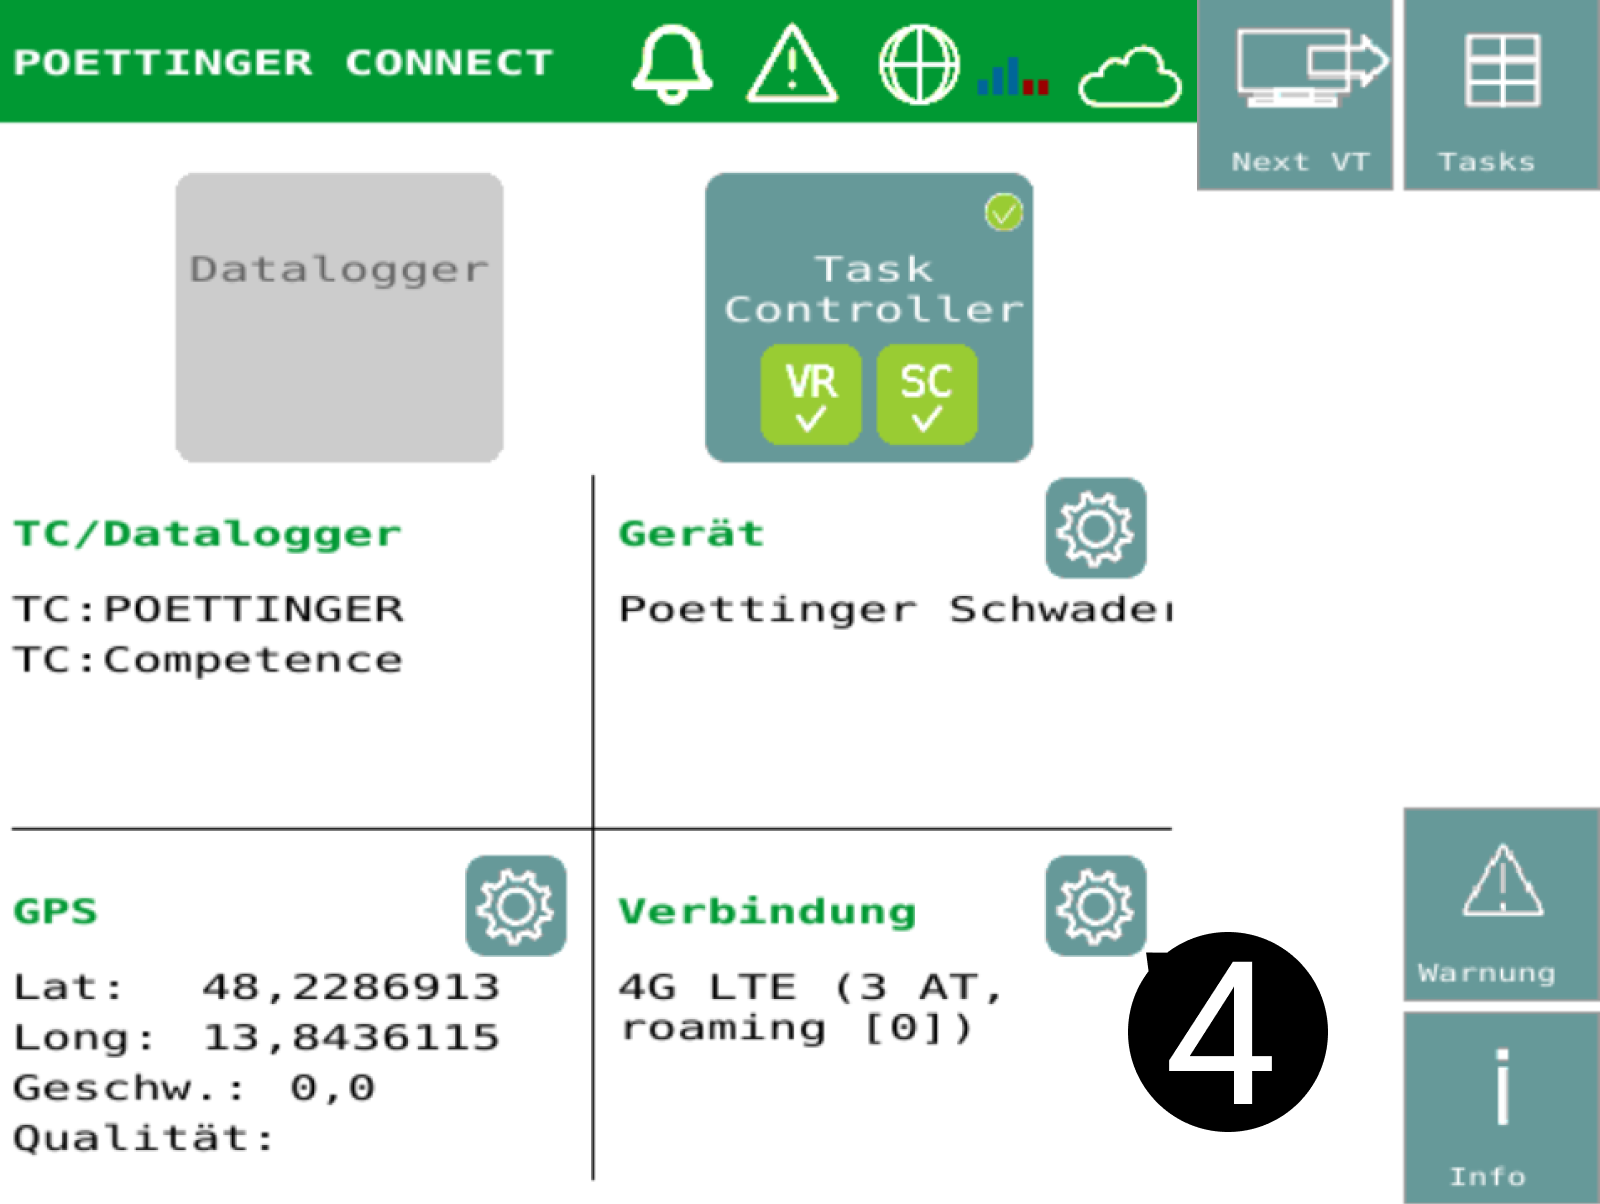 POETTINGER CONNECT
Next VT
Tasks
Datalogger
Task
Controller
VR
SC
TC/Datalogger
TC:POETTINGER
TC:Competence
Gerät
Poettinger Schwader
GPS
Lat: 48,2286913
Long: 13,8436115
Geschw.: 0,0
Qualität:
Verbindung
4G LTE (3 AT,
roaming [0])
4
Warnung
i
Info